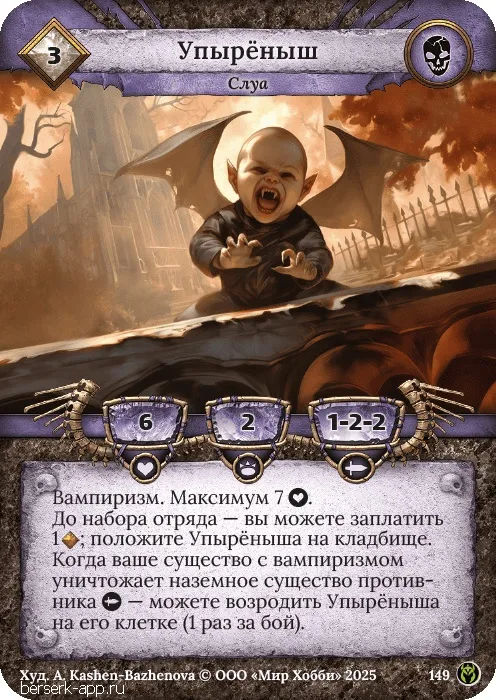 3
Упырёныш
Слуа
6
2
1-2-2
Вампиризм. Максимум 7 .
До набора отряда — вы можете заплатить
1; положите Упырёныша на кладбище.
Когда ваше существо с вампиризмом
уничтожает наземное существо против-
ника — можете возродить Упырёныша
на его клетке (1 раз за бой).
Худ. A. Kashen-Bazhenova © ООО «Мир Хобби» 2025
149
berserk-app.ru